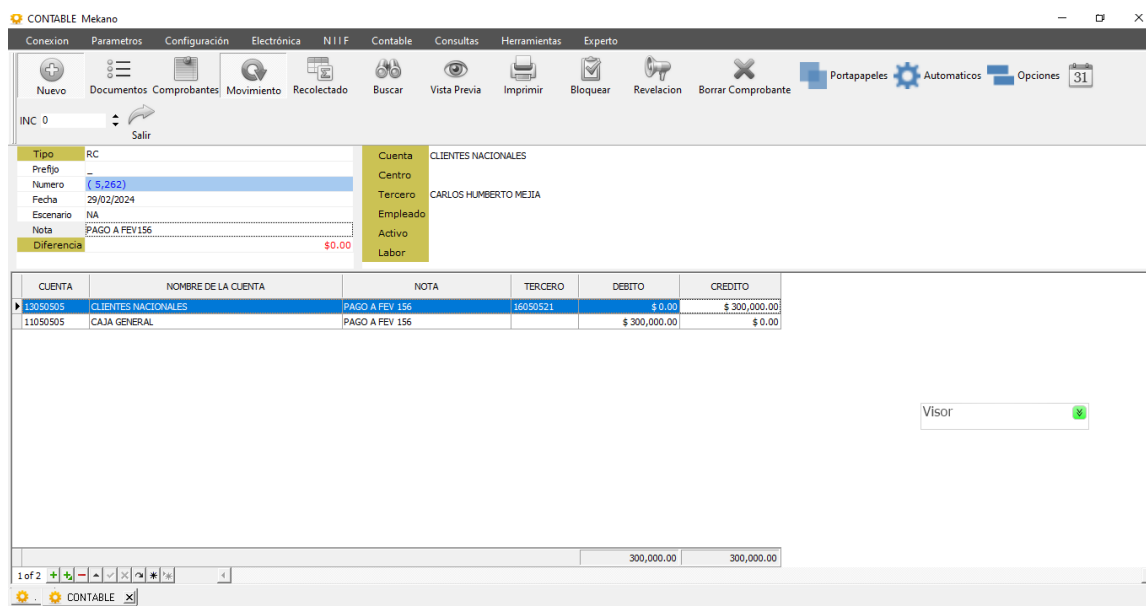 CONTABLE Mekano
Conexion Parametros Configuración Electrónica N I I F Contable Consultas Herramientas Experto
Nuevo Documentos Comprobantes Movimiento Recolectado Buscar Vista Previa Imprimir Bloquear Revelacion Borrar Comprobante Portapapeles Automaticos Opciones 31
INC 0 Salir
Tipo RC
Prefijo _
Numero ( 5,262)
Fecha 29/02/2024
Escenario NA
Nota PAGO A FEV156
Diferencia $0.00
Cuenta CLIENTES NACIONALES
Centro
Tercero CARLOS HUMBERTO MEJIA
Empleado
Activo
Labor
CUENTA NOMBRE DE LA CUENTA NOTA TERCERO DEBITO CREDITO
13050505 CLIENTES NACIONALES PAGO A FEV 156 16050521 $ 0.00 $ 300,000.00
11050505 CAJA GENERAL PAGO A FEV 156 $ 300,000.00 $ 0.00
Visor
300,000.00 300,000.00
1 of 2
. CONTABLE